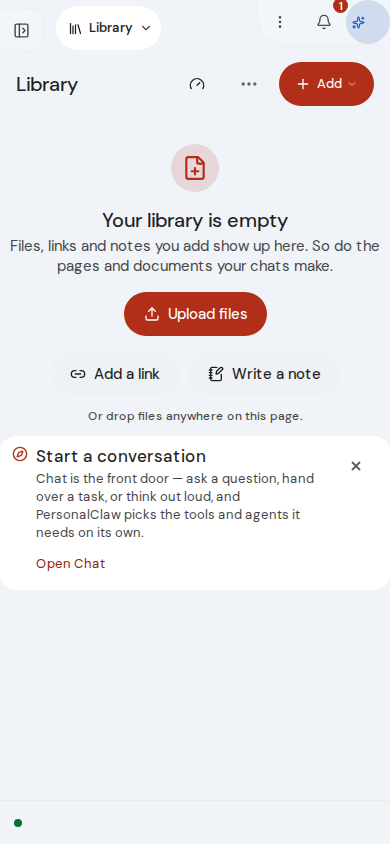 Library
1
Library
Add
Your library is empty
Files, links and notes you add show up here. So do the
pages and documents your chats make.
Upload files
Add a link
Write a note
Or drop files anywhere on this page.
Start a conversation
Chat is the front door — ask a question, hand
over a task, or think out loud, and
PersonalClaw picks the tools and agents it
needs on its own.
Open Chat